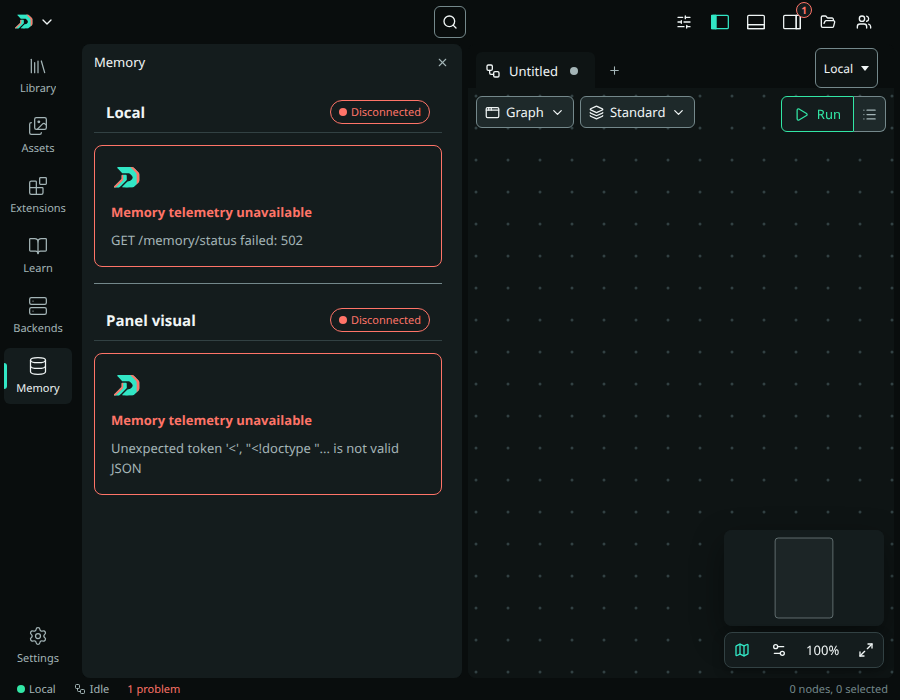 1
Library
Assets
Extensions
Learn
Backends
Memory
Settings
Memory
Local
Disconnected
Memory telemetry unavailable
GET /memory/status failed: 502
Panel visual
Disconnected
Memory telemetry unavailable
Unexpected token '<', "<!doctype "... is not valid
JSON
Untitled
Local
Graph
Standard
Run
100%
Local
Idle
1 problem
0 nodes, 0 selected